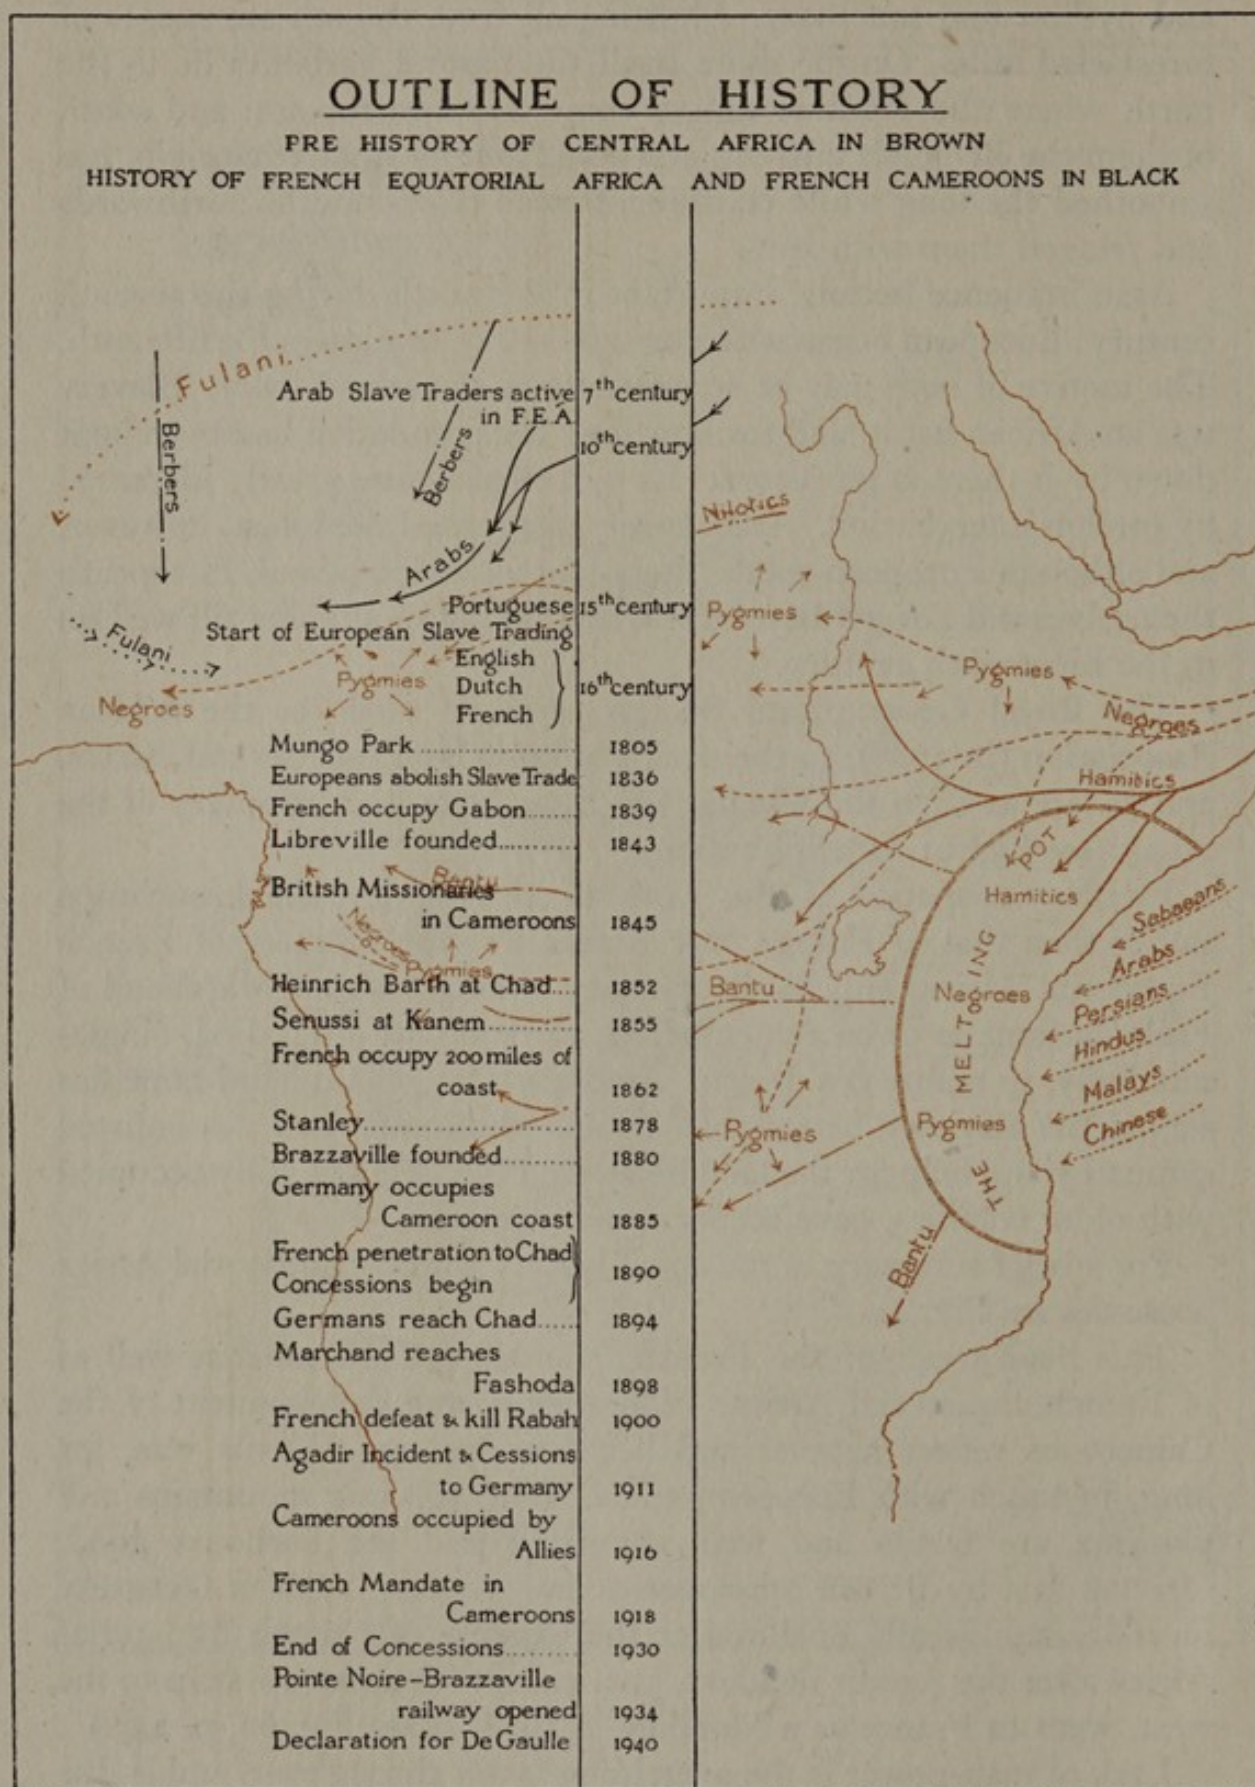 OUTLINE OF HISTORY
PRE HISTORY OF CENTRAL AFRICA IN BROWN
HISTORY OF FRENCH EQUATORIAL AFRICA AND FRENCH CAMEROONS IN BLACK
Fulani
Berbers
Berbers
Arab Slave Traders active 7th century
in F.E.A.
10th century
Arabs
Portuguese 15th century
Start of European Slave Trading
Fulani
Pygmies
Negroes
English
Dutch 16th century
French
Mungo Park 1805
Europeans abolish Slave Trade 1836
French occupy Gabon 1839
Libreville founded 1843
Bantu
British Missionaries
in Cameroons 1845
Negroes
Pygmies
Heinrich Barth at Chad 1852
Senussi at Kanem 1855
French occupy 200 miles of
coast 1862
Stanley 1878
Brazzaville founded 1880
Germany occupies
Cameroon coast 1885
French penetration to Chad
Concessions begin 1890
Germans reach Chad 1894
Marchand reaches
Fashoda 1898
French defeat & kill Rabah 1900
Agadir Incident & Cessions
to Germany 1911
Cameroons occupied by
Allies 1916
French Mandate in
Cameroons 1918
End of Concessions 1930
Pointe Noire-Brazzaville
railway opened 1934
Declaration for De Gaulle 1940
Nilotics
Pygmies
Pygmies
Negroes
Hamitics
THE MELTING POT
Hamitics
Negroes
Pygmies
Bantu
Pygmies
Bantu
Sabaeans
Arabs
Persians
Hindus
Malays
Chinese